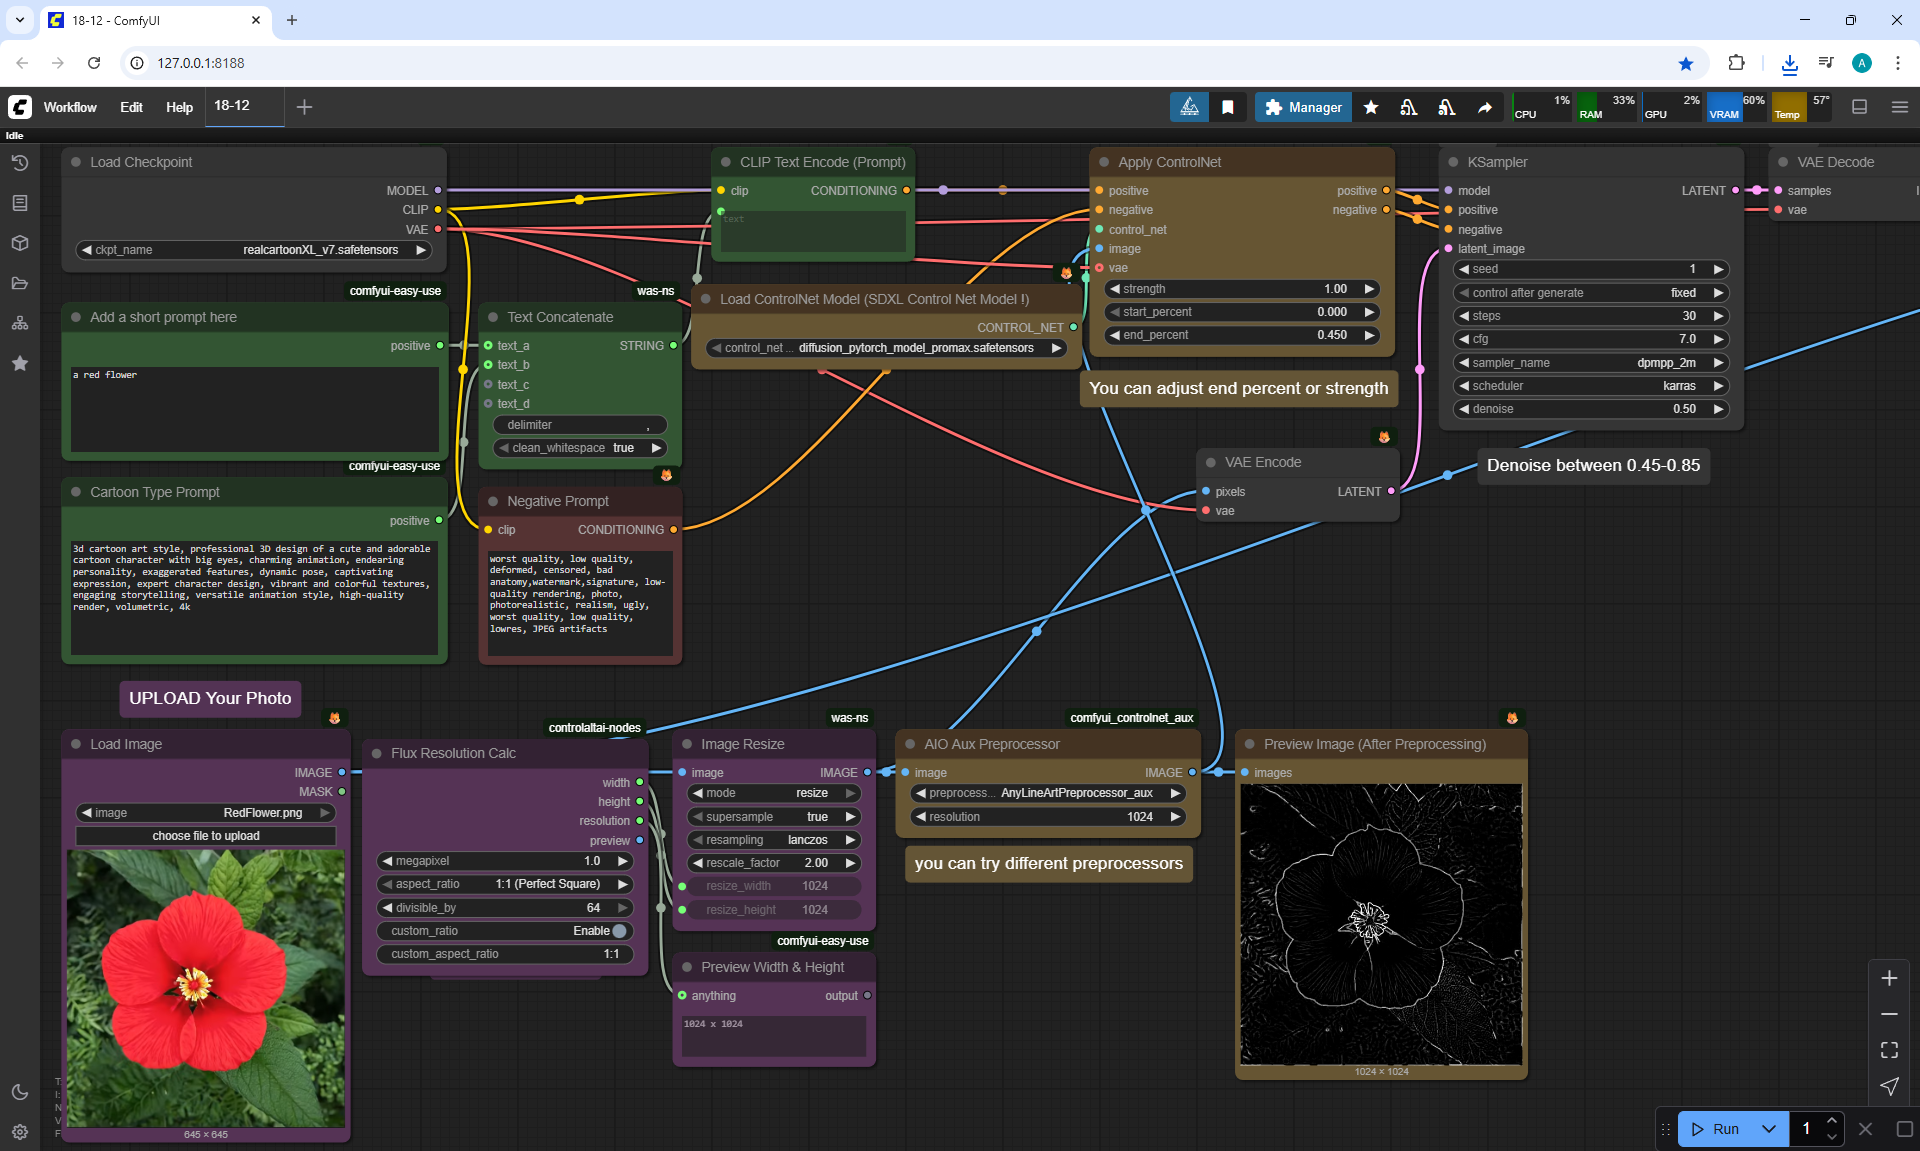 18-12 - ComfyUI
127.0.0.1:8188
A
Workflow
Edit
Help
18-12
Manager
1%
CPU
33%
RAM
2%
GPU
60%
VRAM
57°
Temp
Idle
Load Checkpoint
MODEL
CLIP
VAE
ckpt_name realcartoonXL_v7.safetensors
CLIP Text Encode (Prompt)
clip CONDITIONING
text
Apply ControlNet
positive positive
negative negative
control_net
image
vae
strength 1.00
start_percent 0.000
end_percent 0.450
KSampler
model LATENT
positive
negative
latent_image
seed 1
control after generate fixed
steps 30
cfg 7.0
sampler_name dpmpp_2m
scheduler karras
denoise 0.50
VAE Decode
samples
vae
comfyui-easy-use
Add a short prompt here
positive
a red flower
was-ns
Text Concatenate
text_a STRING
text_b
text_c
text_d
delimiter ,
clean_whitespace true
Load ControlNet Model (SDXL Control Net Model !)
CONTROL_NET
control_net ... diffusion_pytorch_model_promax.safetensors
You can adjust end percent or strength
comfyui-easy-use
Cartoon Type Prompt
positive
3d cartoon art style, professional 3D design of a cute and adorable
cartoon character with big eyes, charming animation, endearing
personality, exaggerated features, dynamic pose, captivating
expression, expert character design, vibrant and colorful textures,
engaging storytelling, versatile animation style, high-quality
render, volumetric, 4k
Negative Prompt
clip CONDITIONING
worst quality, low quality,
deformed, censored, bad
anatomy,watermark,signature, low-
quality rendering, photo,
photorealistic, realism, ugly,
worst quality, low quality,
lowres, JPEG artifacts
VAE Encode
pixels LATENT
vae
Denoise between 0.45-0.85
UPLOAD Your Photo
Load Image
IMAGE
MASK
image RedFlower.png
choose file to upload
645 × 645
controlaltai-nodes
Flux Resolution Calc
width
height
resolution
preview
megapixel 1.0
aspect_ratio 1:1 (Perfect Square)
divisible_by 64
custom_ratio Enable
custom_aspect_ratio 1:1
was-ns
Image Resize
image IMAGE
mode resize
supersample true
resampling lanczos
rescale_factor 2.00
resize_width 1024
resize_height 1024
comfyui-easy-use
Preview Width & Height
anything output
1024 x 1024
comfyui_controlnet_aux
AIO Aux Preprocessor
image IMAGE
preprocess... AnyLineArtPreprocessor_aux
resolution 1024
you can try different preprocessors
Preview Image (After Preprocessing)
images
1024 × 1024
Run
1